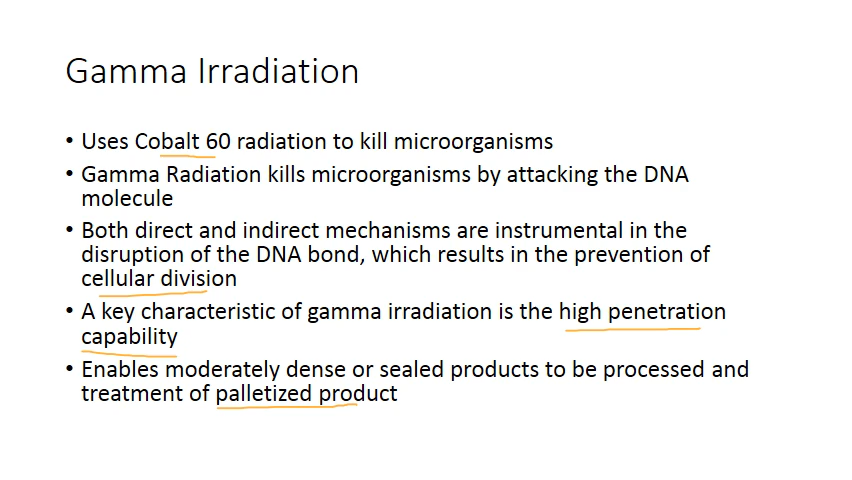 Gamma Irradiation
• Uses Cobalt 60 radiation to kill microorganisms
• Gamma Radiation kills microorganisms by attacking the DNA
molecule
• Both direct and indirect mechanisms are instrumental in the
disruption of the DNA bond, which results in the prevention of
cellular division
• A key characteristic of gamma irradiation is the high penetration
capability
• Enables moderately dense or sealed products to be processed and
treatment of palletized product